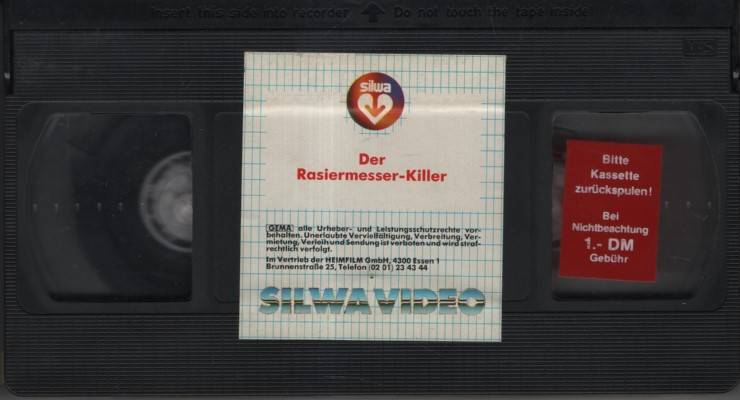 Insert this side into recorder Do not touch the tape inside
VHS
silwa
Der
Rasiermesser-Killer
GEMA alle Urheber- und Leistungsschutzrechte vor-
behalten. Unerlaubte Vervielfältigung, Verbreitung, Ver-
mietung, Verleih und Sendung ist verboten und wird straf-
rechtlich verfolgt.
Im Vertrieb der HEIMFILM GmbH, 4300 Essen 1
Brunnenstraße 25, Telefon (02 01) 23 43 44
SILWA VIDEO
Bitte
Kassette
zurückspulen!
Bei
Nichtbeachtung
1.- DM
Gebühr